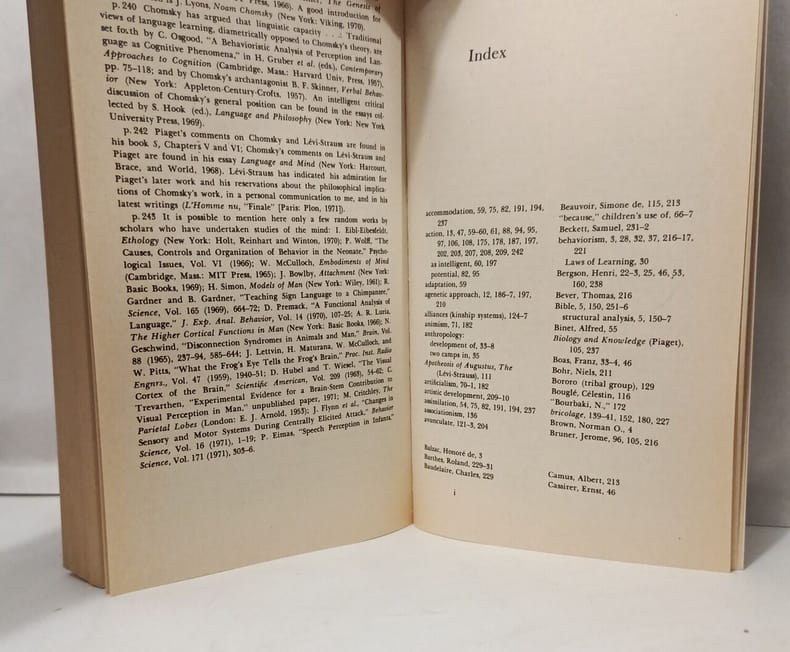 p. 240 Chomsky has argued that linguistic capacity . . . Traditional
views of language learning, diametrically opposed to Chomsky's theory, are
set forth by C. Osgood, "A Behavioristic Analysis of Perception and Lan-
guage as Cognitive Phenomena," in H. Gruber et al. (eds.), Contemporary
Approaches to Cognition (Cambridge, Mass.: Harvard Univ. Press, 1957),
pp. 75–118; and by Chomsky's archantagonist B. F. Skinner, Verbal Behav-
ior (New York: Appleton-Century-Crofts, 1957). An intelligent critical
discussion of Chomsky's general position can be found in the essays col-
lected by S. Hook (ed.), Language and Philosophy (New York: New York
University Press, 1969).
p. 242 Piaget's comments on Chomsky and Lévi-Strauss are found in
his book S, Chapters V and VI; Chomsky's comments on Lévi-Strauss and
Piaget are found in his essay Language and Mind (New York: Harcourt,
Brace, and World, 1968). Lévi-Strauss has indicated his admiration for
Piaget's later work and his reservations about the philosophical implica-
tions of Chomsky's work, in a personal communication to me, and in his
latest writings (L'Homme nu, "Finale" [Paris: Plon, 1971]).
p. 243 It is possible to mention here only a few random works by
scholars who have undertaken studies of the mind: I. Eibl-Eibesfeldt,
Ethology (New York: Holt, Reinhart and Winton, 1970); P. Wolff, "The
Causes, Controls and Organization of Behavior in the Neonate," Psycho-
logical Issues, Vol. VI (1966); W. McCulloch, Embodiments of Mind
(Cambridge, Mass.: MIT Press, 1965); J. Bowlby, Attachment (New York:
Basic Books, 1969); H. Simon, Models of Man (New York: Wiley, 1961); R.
Gardner and B. Gardner, "Teaching Sign Language to a Chimpanzee,"
Science, Vol. 165 (1969), 664–72; D. Premack, "A Functional Analysis of
Language," J. Exp. Anal. Behavior, Vol. 14 (1970), 107–25; A. R. Luria,
The Higher Cortical Functions in Man (New York: Basic Books, 1966); N.
Geschwind, "Disconnection Syndromes in Animals and Man," Brain, Vol.
88 (1965), 237–94, 585–644; J. Lettvin, H. Maturana, W. McCulloch, and
W. Pitts, "What the Frog's Eye Tells the Frog's Brain," Proc. Inst. Radio
Engnrs., Vol. 47 (1959), 1940–51; D. Hubel and T. Wiesel, "The Visual
Cortex of the Brain," Scientific American, Vol. 209 (1963), 54–62; C.
Trevarthen, "Experimental Evidence for a Brain-Stem Contribution to
Visual Perception in Man," unpublished paper, 1971; M. Critchley, The
Parietal Lobes (London: E. J. Arnold, 1953); J. Flynn et al., "Changes in
Sensory and Motor Systems During Centrally Elicited Attack," Behavior
Science, Vol. 16 (1971), 1–19; P. Eimas, "Speech Perception in Infants,"
Science, Vol. 171 (1971), 303–6.
Index
accommodation, 59, 75, 82, 191, 194,
237
action, 13, 47, 59–60, 61, 88, 94, 95,
97, 106, 108, 175, 178, 187, 197,
202, 203, 207, 208, 209, 242
as intelligent, 60, 197
potential, 82, 95
adaptation, 59
agenetic approach, 12, 186–7, 197,
210
alliances (kinship systems), 124–7
animism, 71, 182
anthropology:
development of, 33–8
two camps in, 35
Apotheosis of Augustus, The
(Lévi-Strauss), 111
artificialism, 70–1, 182
artistic development, 209–10
assimilation, 54, 75, 82, 191, 194, 237
associationism, 136
avunculate, 121–3, 204
Balzac, Honoré de, 3
Barthes, Roland, 229–31
Baudelaire, Charles, 229
Beauvoir, Simone de, 115, 213
"because," children's use of, 66–7
Beckett, Samuel, 231–2
behaviorism, 3, 28, 32, 37, 216–17,
221
Laws of Learning, 30
Bergson, Henri, 22–3, 25, 46, 53,
160, 238
Bever, Thomas, 216
Bible, 5, 150, 251–6
structural analysis, 5, 150–7
Binet, Alfred, 55
Biology and Knowledge (Piaget),
105, 237
Boas, Franz, 33–4, 46
Bohr, Niels, 211
Bororo (tribal group), 129
Bouglé, Célestin, 116
"Bourbaki, N.," 172
bricolage, 139–41, 152, 180, 227
Brown, Norman O., 4
Bruner, Jerome, 96, 105, 216
Camus, Albert, 213
Cassirer, Ernst, 46